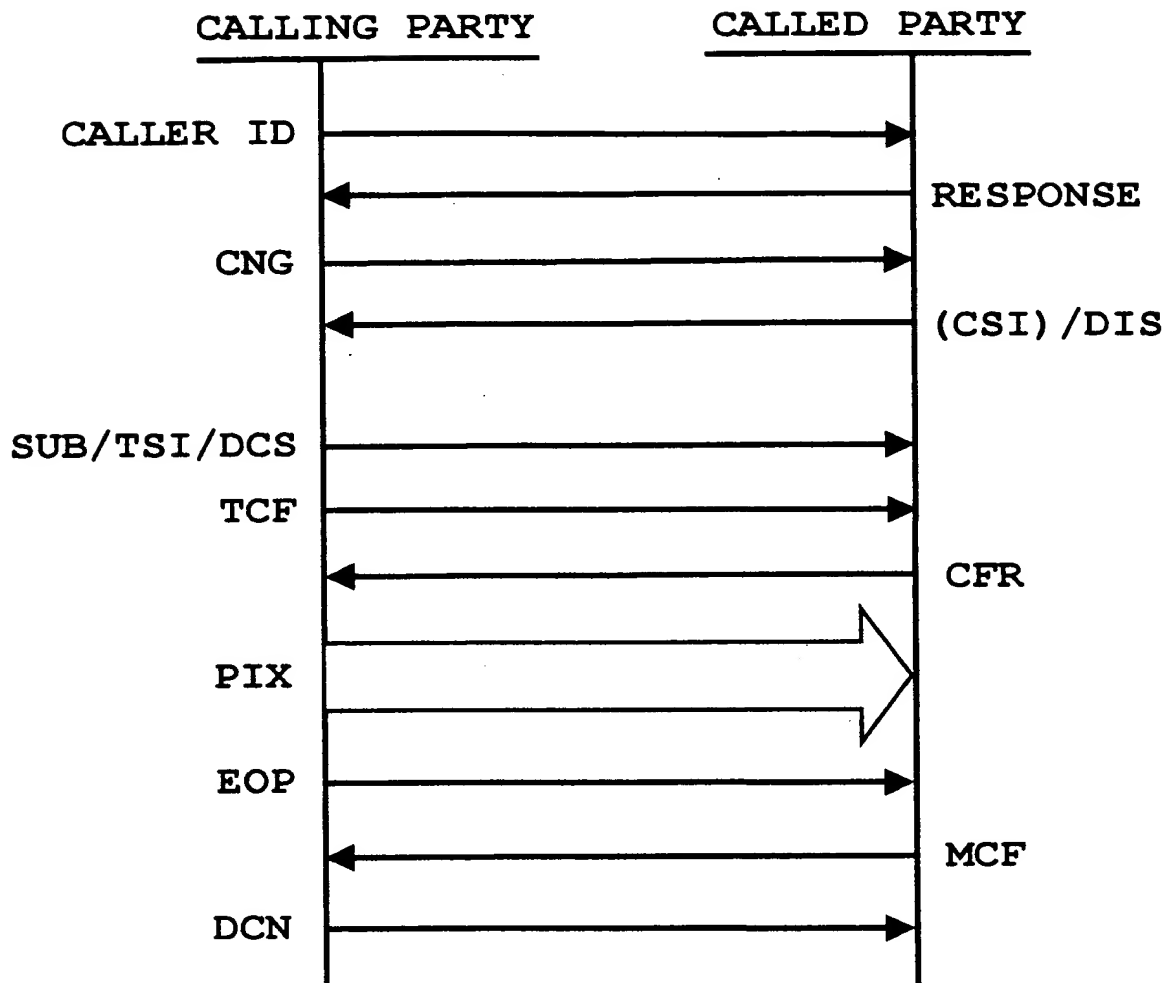 CALLING PARTY
CALLED PARTY
CALLER ID
RESPONSE
CNG
(CSI)/DIS
SUB/TSI/DCS
TCF
CFR
PIX
EOP
MCF
DCN